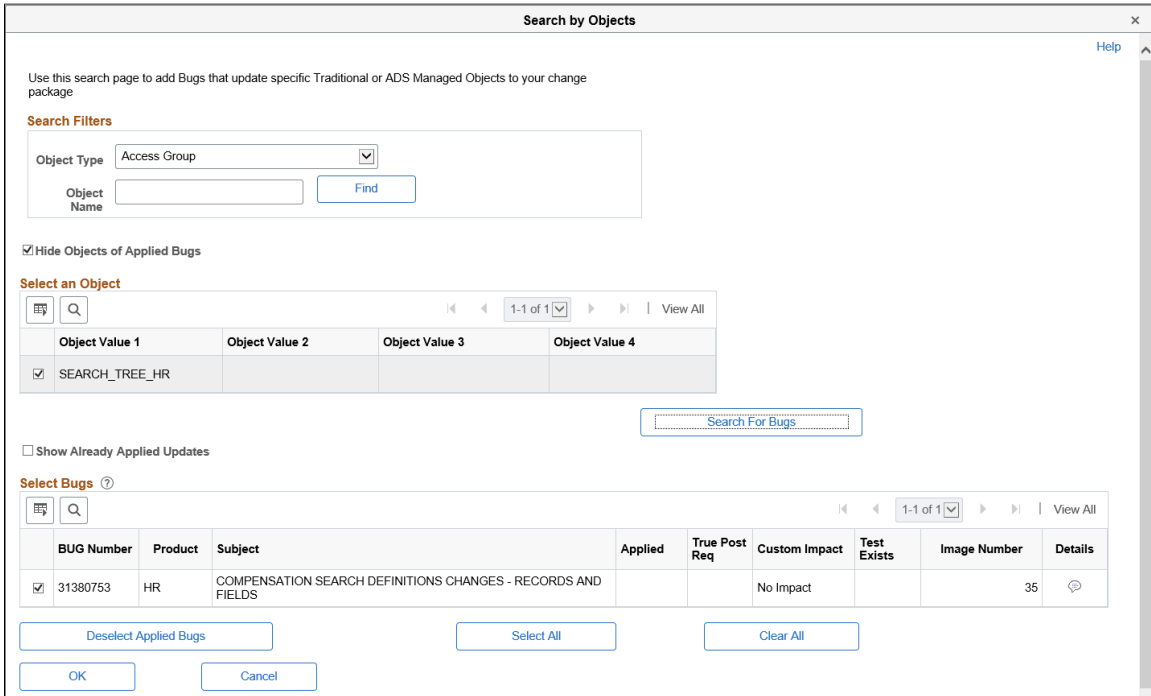 Search by Objects
×
Help
Use this search page to add Bugs that update specific Traditional or ADS Managed Objects to your change
package
Search Filters
Object Type Access Group
Object
Name
Find
Hide Objects of Applied Bugs
Select an Object
1-1 of 1 | View All
Object Value 1 Object Value 2 Object Value 3 Object Value 4
SEARCH_TREE_HR
Search For Bugs
Show Already Applied Updates
Select Bugs ?
1-1 of 1 | View All
BUG Number Product Subject Applied True Post Req Custom Impact Test Exists Image Number Details
31380753 HR COMPENSATION SEARCH DEFINITIONS CHANGES - RECORDS AND FIELDS No Impact 35
Deselect Applied Bugs Select All Clear All
OK Cancel